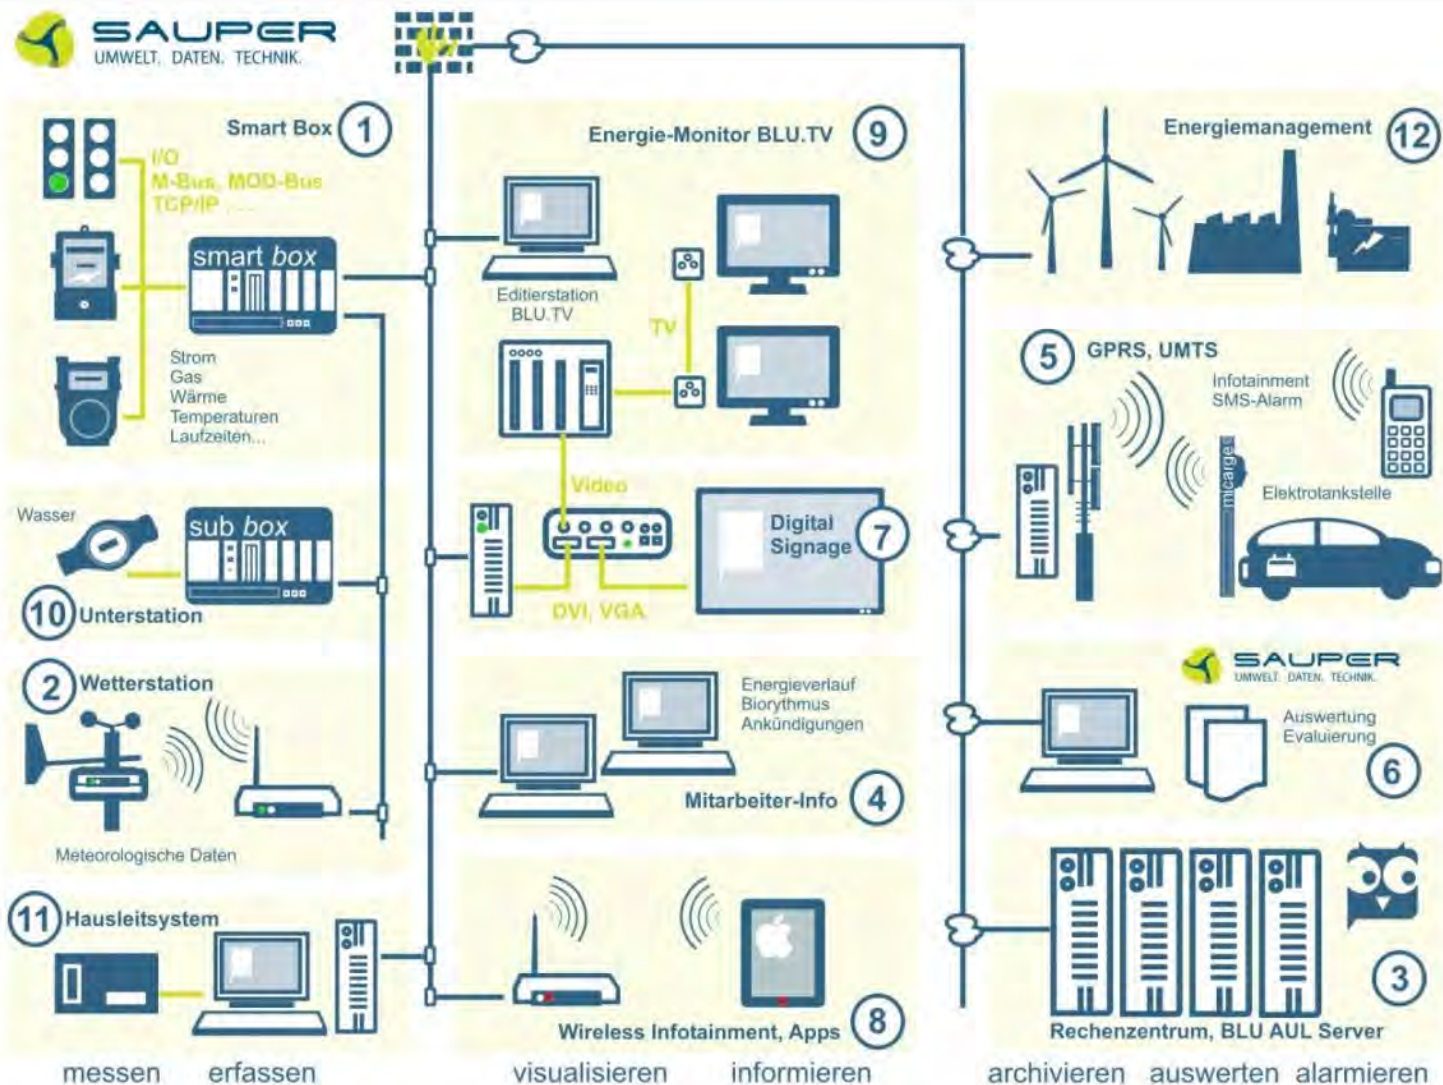 SAUPER
UMWELT. DATEN. TECHNIK.
Smart Box 1
I/O
M-Bus, MOD-Bus
TCP/IP ....
smart box
Strom
Gas
Wärme
Temperaturen
Laufzeiten...
Wasser
sub box
10 Unterstation
2 Wetterstation
Meteorologische Daten
11 Hausleitsystem
messen erfassen
Energie-Monitor BLU.TV 9
Editierstation
BLU.TV
TV
Video
Digital
Signage 7
DVI, VGA
Energieverlauf
Biorythmus
Ankündigungen
Mitarbeiter-Info 4
Wireless Infotainment, Apps 8
visualisieren informieren
Energiemanagement 12
5 GPRS, UMTS
Infotainment
SMS-Alarm
micarge
Elektrotankstelle
SAUPER
UMWELT. DATEN. TECHNIK.
Auswertung
Evaluierung
6
3
Rechenzentrum, BLU AUL Server
archivieren auswerten alarmieren